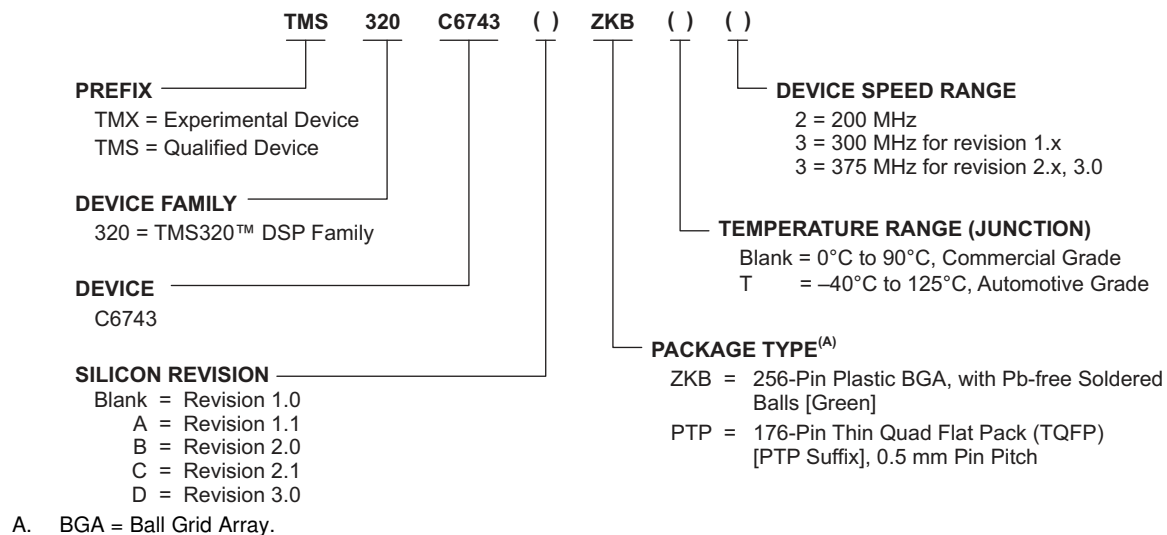 TMS 320 C6743 ( ) ZKB ( ) ( )
PREFIX
TMX = Experimental Device
TMS = Qualified Device
DEVICE FAMILY
320 = TMS320™ DSP Family
DEVICE
C6743
SILICON REVISION
Blank = Revision 1.0
A = Revision 1.1
B = Revision 2.0
C = Revision 2.1
D = Revision 3.0
DEVICE SPEED RANGE
2 = 200 MHz
3 = 300 MHz for revision 1.x
3 = 375 MHz for revision 2.x, 3.0
TEMPERATURE RANGE (JUNCTION)
Blank = 0°C to 90°C, Commercial Grade
T = –40°C to 125°C, Automotive Grade
PACKAGE TYPE(A)
ZKB = 256-Pin Plastic BGA, with Pb-free Soldered
Balls [Green]
PTP = 176-Pin Thin Quad Flat Pack (TQFP)
[PTP Suffix], 0.5 mm Pin Pitch
A. BGA = Ball Grid Array.